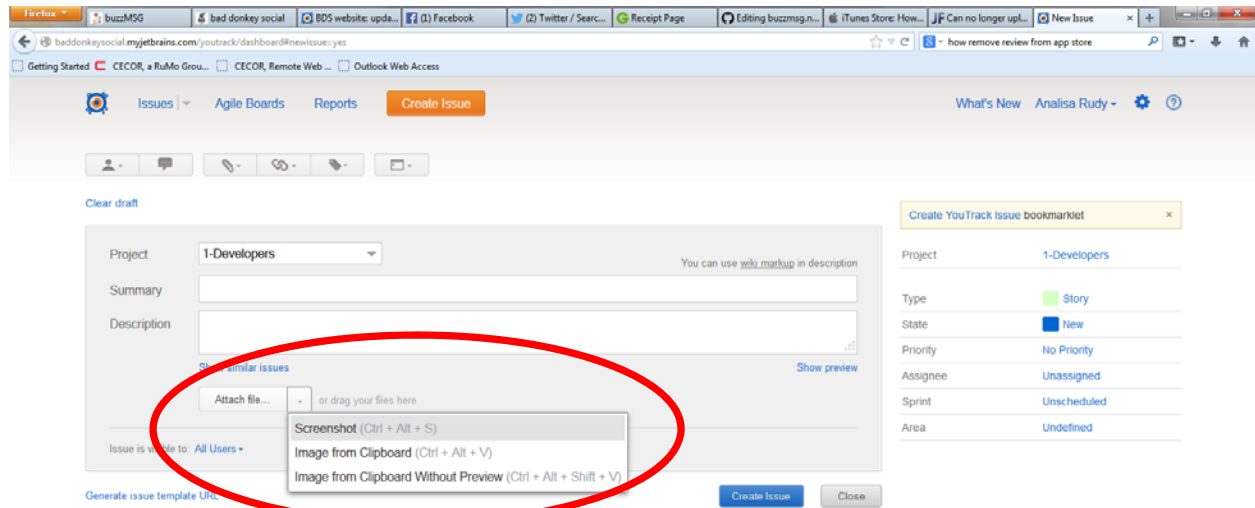 Firefox
buzzMSG
bad donkey social
BDS website: upda...
(1) Facebook
(2) Twitter / Searc...
Receipt Page
Editing buzzmsg.n...
iTunes Store: How...
JF Can no longer upl...
New Issue
baddonkeysocial.myjetbrains.com/youtrack/dashboard#newissue=yes
how remove review from app store
Getting Started
CECOR, a RuMo Grou...
CECOR, Remote Web ...
Outlook Web Access
Issues
Agile Boards
Reports
Create Issue
What's New
Analisa Rudy
Clear draft
Create YouTrack Issue bookmarklet
Project
1-Developers
You can use wiki markup in description
Summary
Description
Show similar issues
Show preview
Attach file...
or drag your files here
Screenshot (Ctrl + Alt + S)
Image from Clipboard (Ctrl + Alt + V)
Image from Clipboard Without Preview (Ctrl + Alt + Shift + V)
Issue is visible to: All Users
Generate issue template URL
Create Issue
Close
Project
1-Developers
Type
Story
State
New
Priority
No Priority
Assignee
Unassigned
Sprint
Unscheduled
Area
Undefined